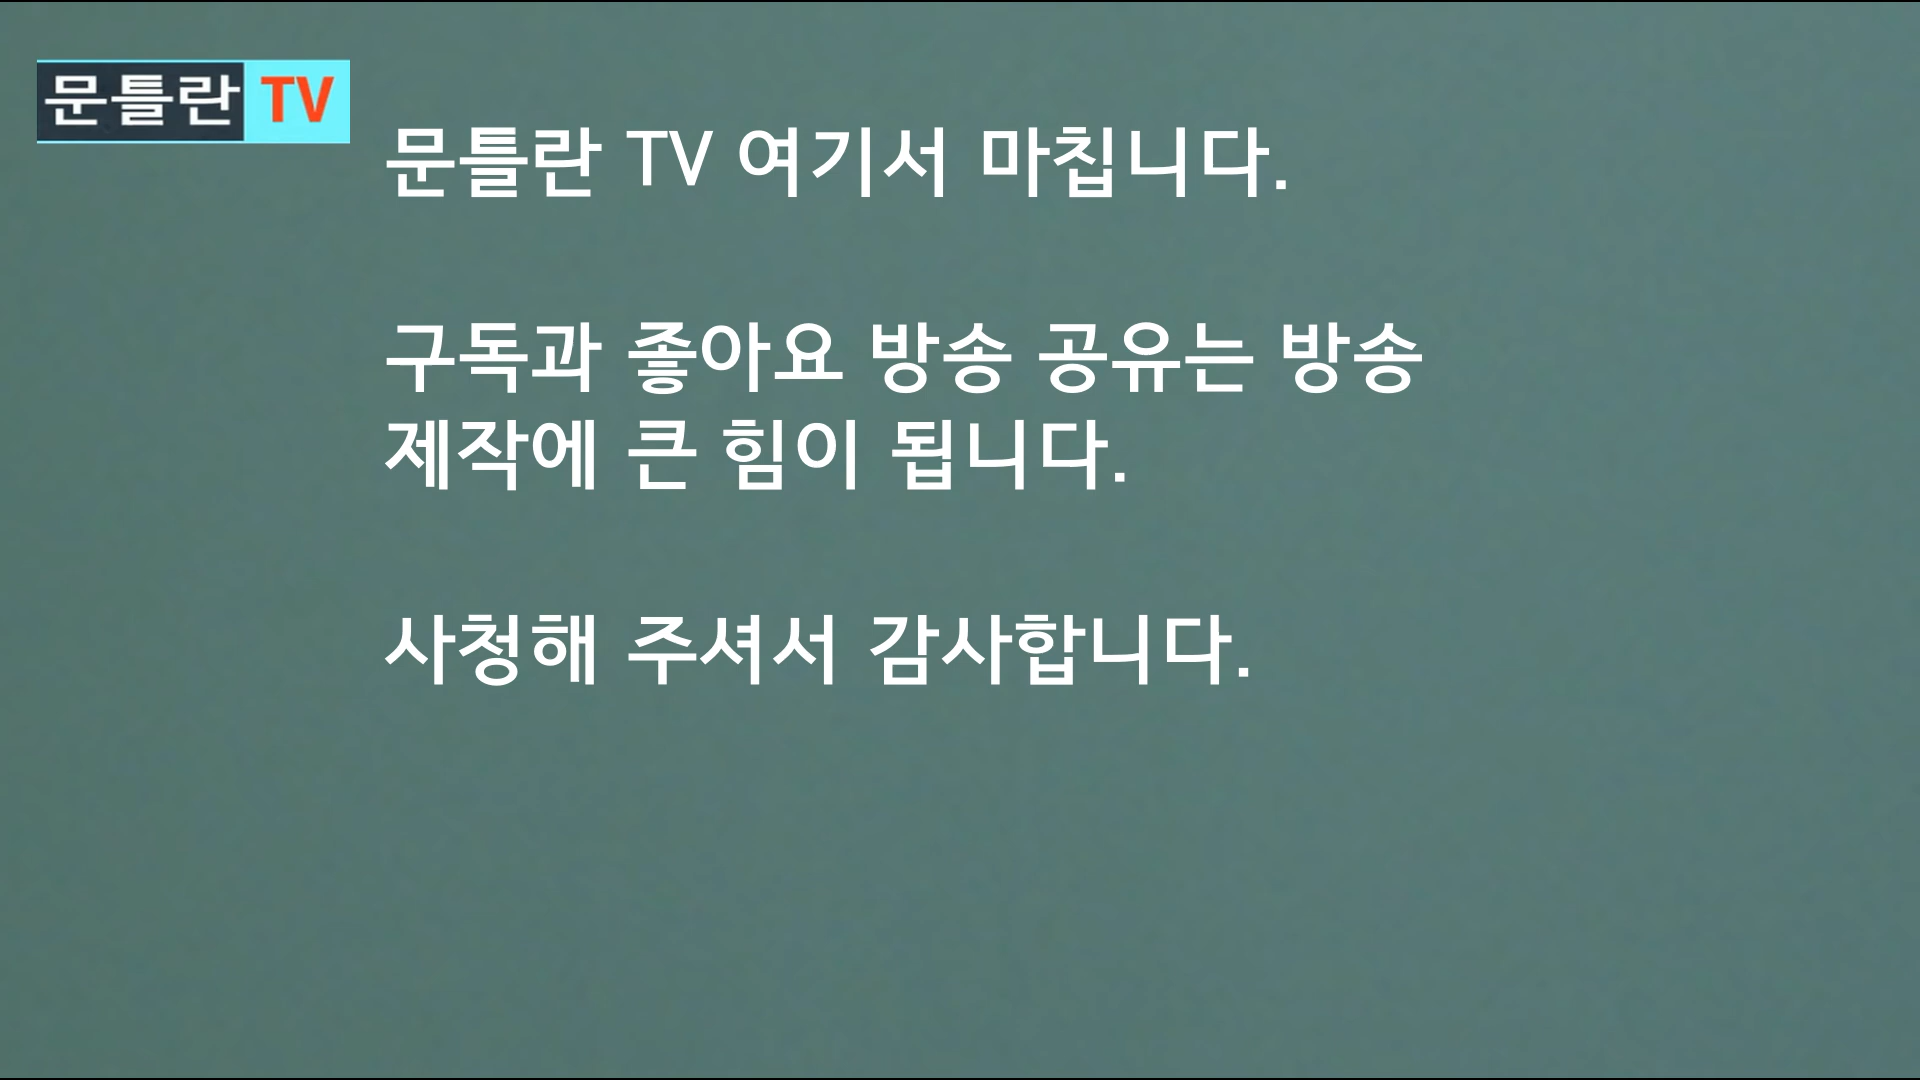 문틀란 TV
문틀란 TV 여기서 마칩니다.
구독과 좋아요 방송 공유는 방송
제작에 큰 힘이 됩니다.
사청해 주셔서 감사합니다.